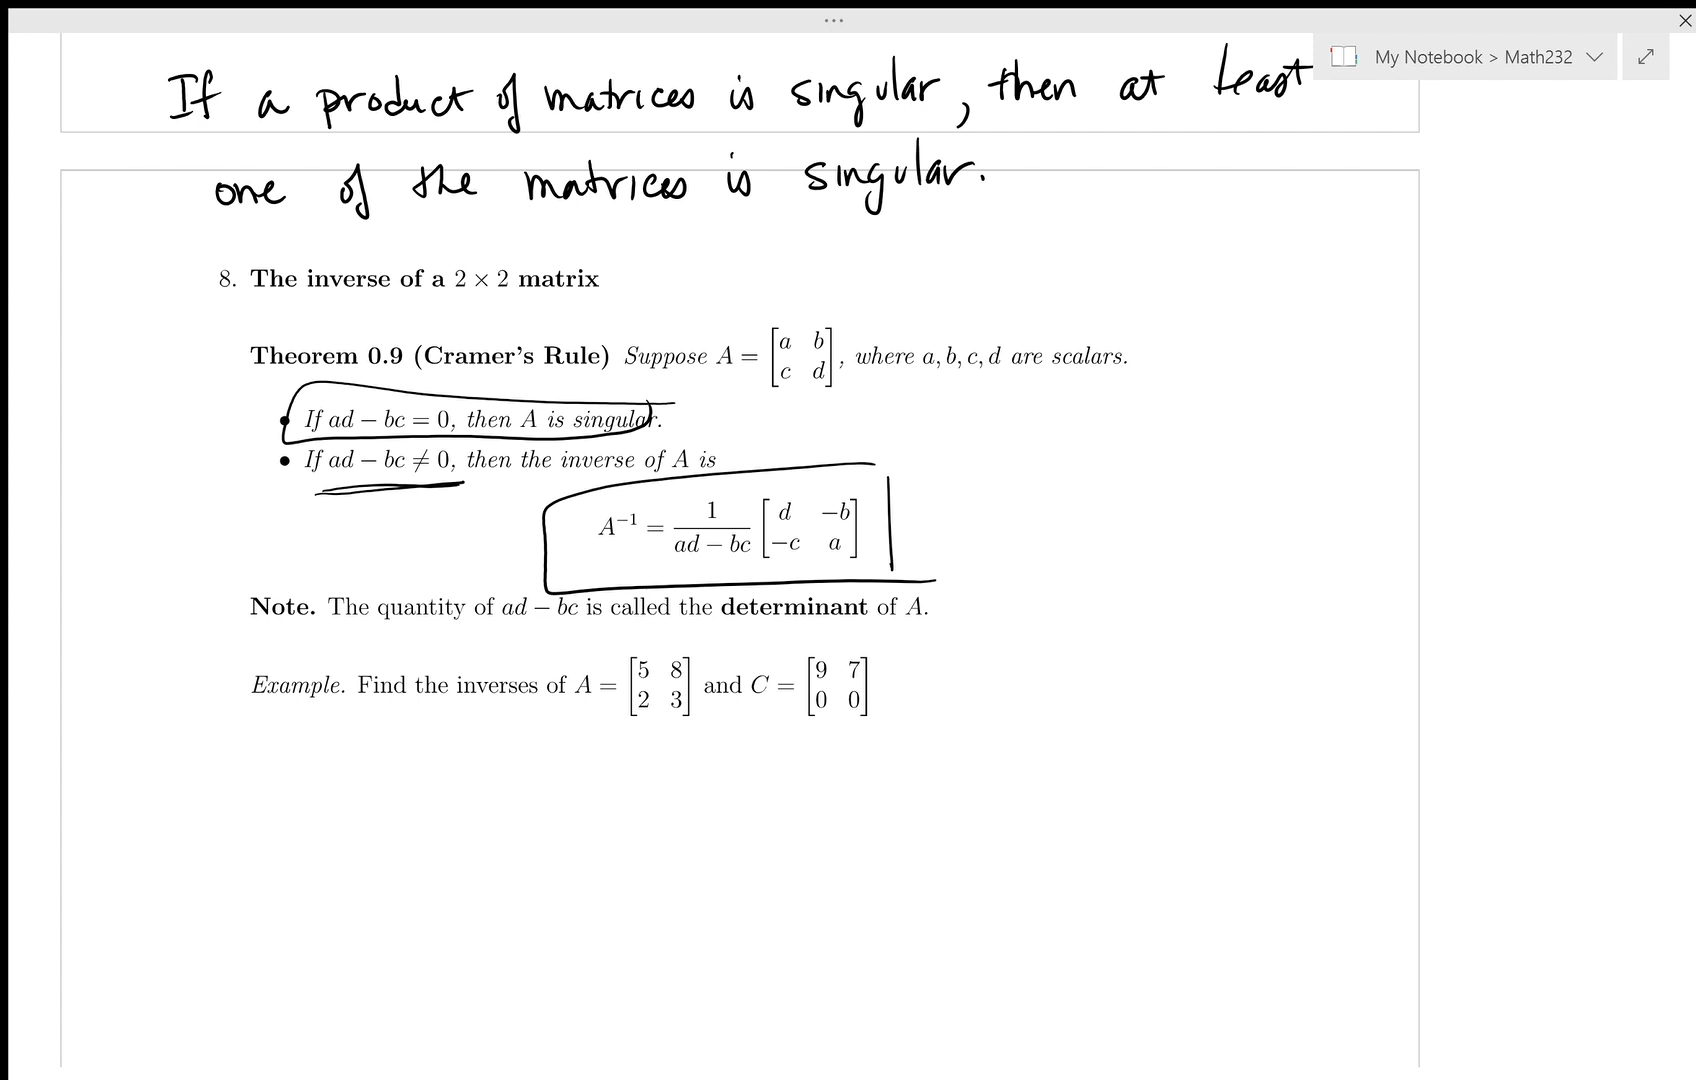 ...
My Notebook > Math232
If a product of matrices is singular, then at least
one of the matrices is singular.
8. The inverse of a 2 × 2 matrix
Theorem 0.9 (Cramer's Rule) Suppose A = [a b; c d], where a, b, c, d are scalars.
• If ad − bc = 0, then A is singular.
• If ad − bc ≠ 0, then the inverse of A is
A⁻¹ = 1/(ad − bc) [d −b; −c a]
Note. The quantity of ad − bc is called the determinant of A.
Example. Find the inverses of A = [5 8; 2 3] and C = [9 7; 0 0]